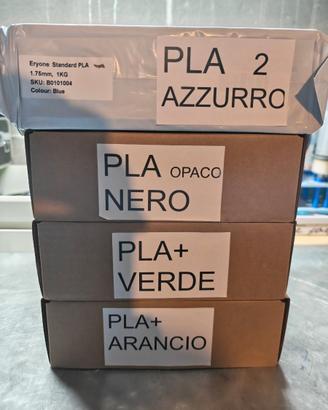 Eryone Standard PLA
1.75mm, 1KG
SKU: B0101004
Colour: Blue
PLA 2
AZZURRO
PLA OPACO
NERO
PLA+
VERDE
PLA+
ARANCIO